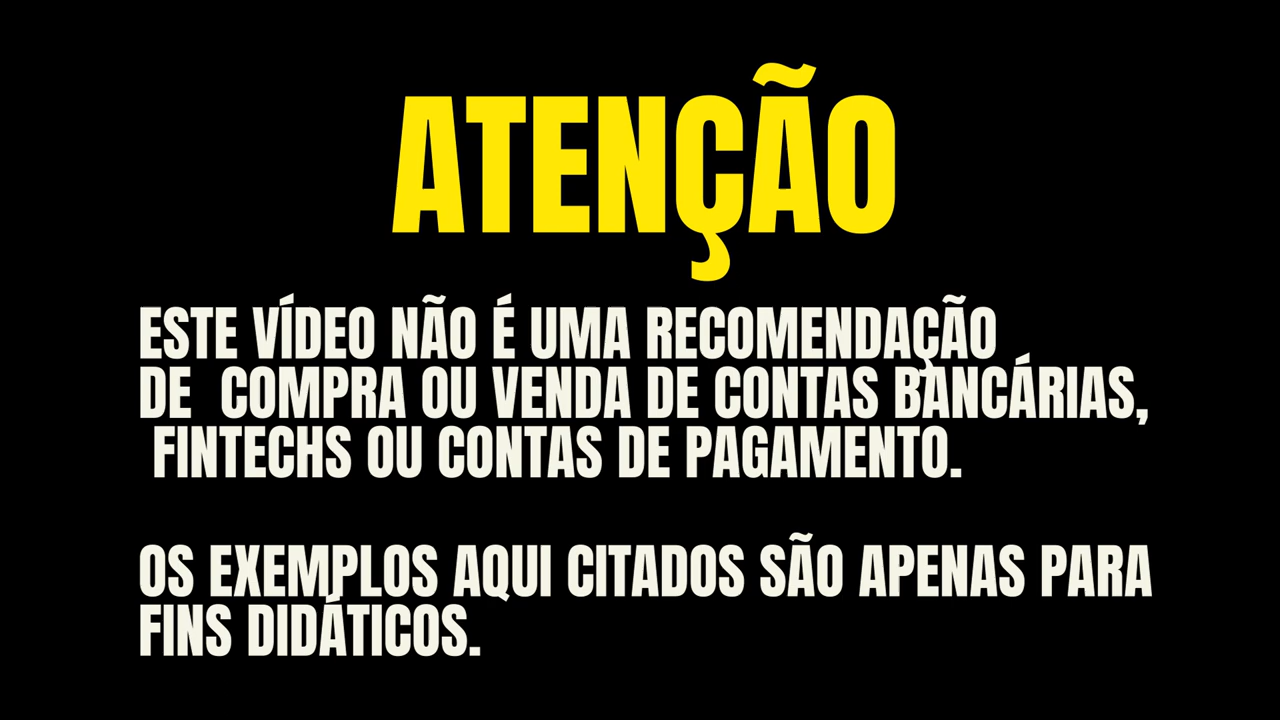 ATENÇÃO
ESTE VÍDEO NÃO É UMA RECOMENDAÇÃO
DE COMPRA OU VENDA DE CONTAS BANCÁRIAS,
FINTECHS OU CONTAS DE PAGAMENTO.
OS EXEMPLOS AQUI CITADOS SÃO APENAS PARA
FINS DIDÁTICOS.